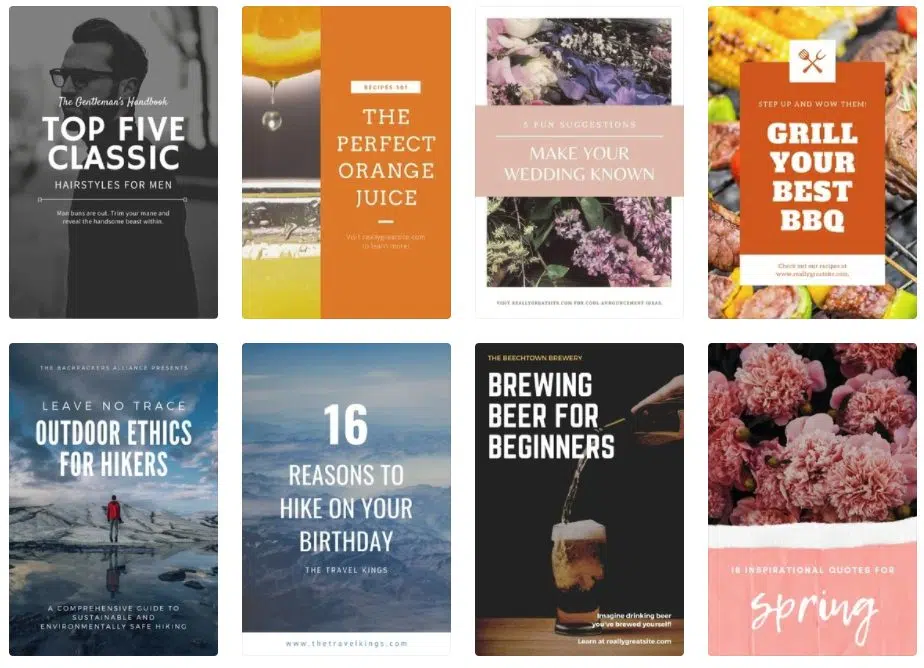 The Gentleman's Handbook
TOP FIVE
CLASSIC
HAIRSTYLES FOR MEN
Man buns are out. Trim your mane and
reveal the handsome beast within.
RECIPES 101
THE
PERFECT
ORANGE
JUICE
Visit reallygreatsite.com
to learn more!
5 FUN SUGGESTIONS
MAKE YOUR
WEDDING KNOWN
VISIT REALLYGREATSITE.COM FOR COOL ANNOUNCEMENT IDEAS.
STEP UP AND WOW THEM!
GRILL
YOUR
BEST
BBQ
Check out our recipes at
www.reallygreatsite.com.
THE BACKPACKERS ALLIANCE PRESENTS
LEAVE NO TRACE
OUTDOOR ETHICS
FOR HIKERS
A COMPREHENSIVE GUIDE TO
SUSTAINABLE AND
ENVIRONMENTALLY SAFE HIKING
16
REASONS TO
HIKE ON YOUR
BIRTHDAY
THE TRAVEL KINGS
www.thetravelkings.com
THE BEECHTOWN BREWERY
BREWING
BEER FOR
BEGINNERS
Imagine drinking beer
you've brewed yourself!
Learn at reallygreatsite.com
INSPIRATIONAL QUOTES FOR
spring